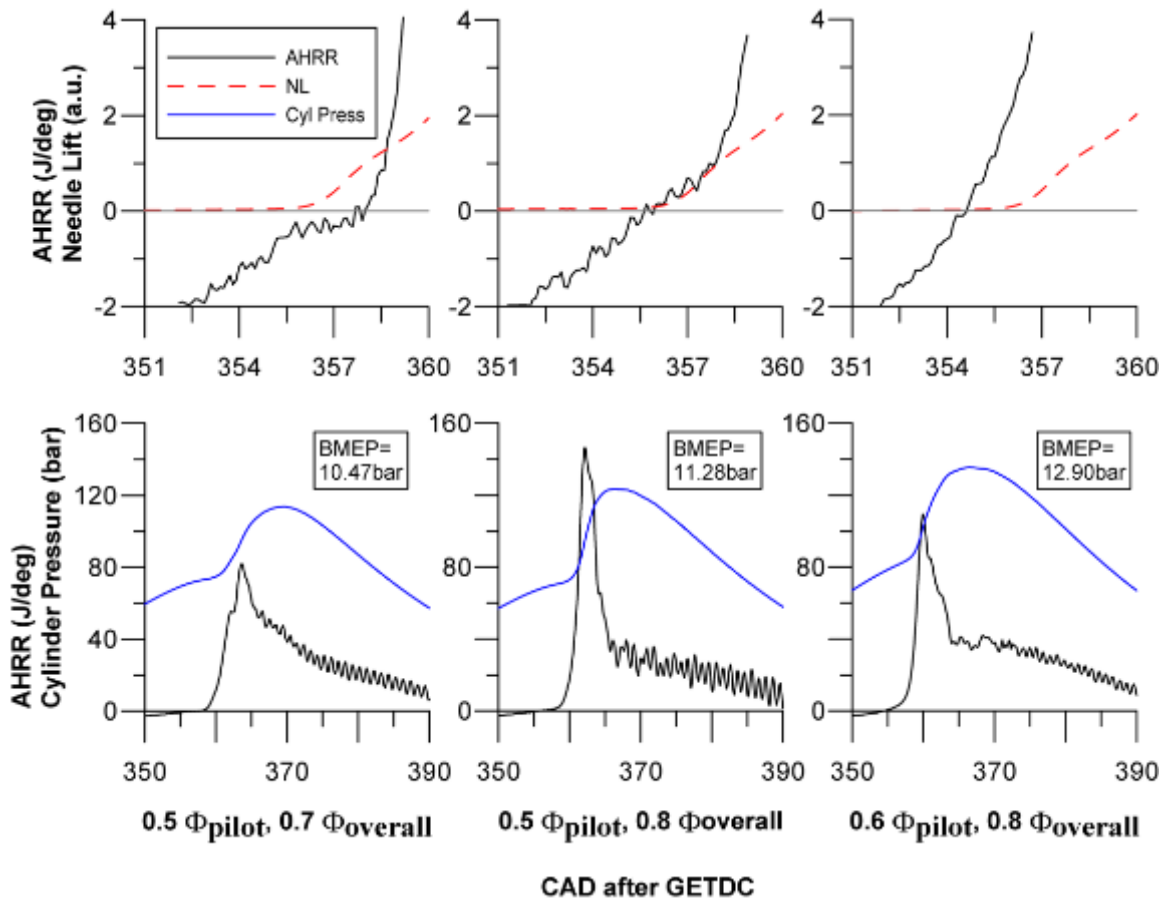 4
2
0
-2
AHRR (J/deg)
Needle Lift (a.u.)
AHRR
NL
Cyl Press
351 354 357 360
4
2
0
-2
351 354 357 360
4
2
0
-2
351 354 357 360
160
120
80
40
0
AHRR (J/deg)
Cylinder Pressure (bar)
BMEP=
10.47bar
350 370 390
160
120
80
40
0
BMEP=
11.28bar
350 370 390
160
120
80
40
0
BMEP=
12.90bar
350 370 390
0.5 Φpilot, 0.7 Φoverall
0.5 Φpilot, 0.8 Φoverall
0.6 Φpilot, 0.8 Φoverall
CAD after GETDC